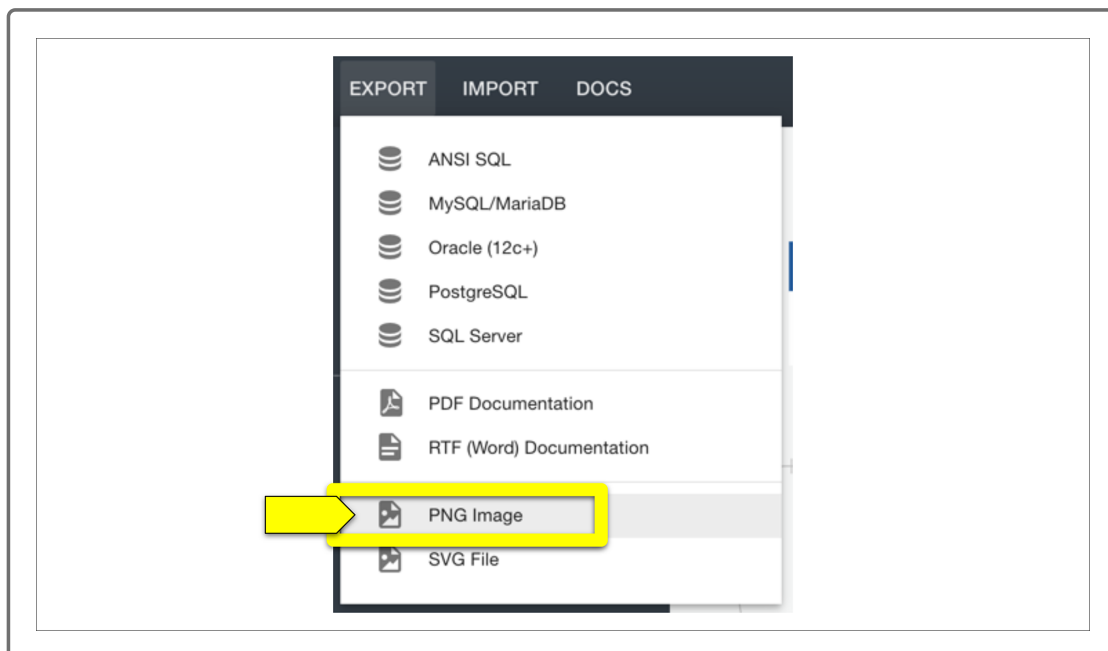 EXPORT IMPORT DOCS
ANSI SQL
MySQL/MariaDB
Oracle (12c+)
PostgreSQL
SQL Server
PDF Documentation
RTF (Word) Documentation
PNG Image
SVG File